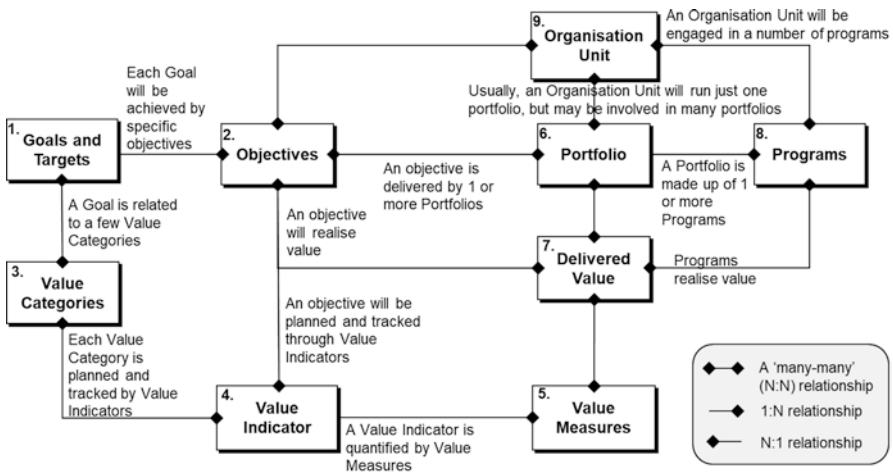 9.
Organisation
Unit
An Organisation Unit will be
engaged in a number of programs
Each Goal
will be
achieved by
specific
objectives
Usually, an Organisation Unit will run just one
portfolio, but may be involved in many portfolios
1.
Goals and
Targets
2.
Objectives
6.
Portfolio
8.
Programs
An objective is
delivered by 1 or
more Portfolios
A Portfolio is
made up of 1
or more
Programs
A Goal is related
to a few Value
Categories
An objective
will realise
value
3.
Value
Categories
7.
Delivered
Value
Programs
realise value
An objective will be
planned and tracked
through Value
Indicators
Each Value
Category is
planned and
tracked by Value
Indicators
4.
Value
Indicator
5.
Value
Measures
A Value Indicator is
quantified by Value
Measures
A 'many-many'
(N:N) relationship
1:N relationship
N:1 relationship